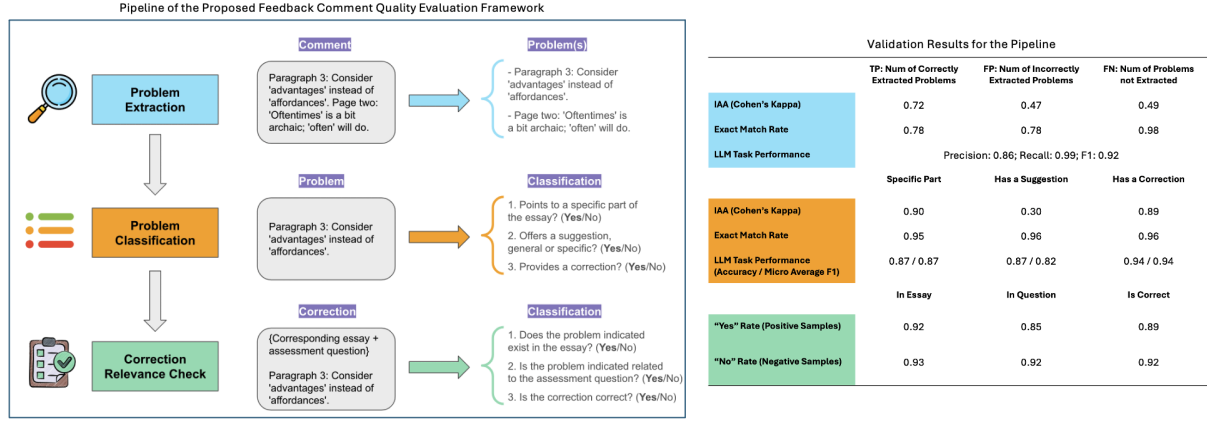 Pipeline of the Proposed Feedback Comment Quality Evaluation Framework
Problem
Extraction
Comment
Paragraph 3: Consider
'advantages' instead of
'affordances'. Page two:
'Oftentimes' is a bit
archaic; 'often' will do.
Problem(s)
- Paragraph 3: Consider
'advantages' instead of
'affordances'.
- Page two: 'Oftentimes' is
a bit archaic; 'often' will do.
Problem
Classification
Problem
Paragraph 3: Consider
'advantages' instead of
'affordances'.
Classification
1. Points to a specific part of
the essay? (Yes/No)
2. Offers a suggestion,
general or specific? (Yes/No)
3. Provides a correction? (Yes/No)
Correction
Relevance Check
Correction
{Corresponding essay +
assessment question}
Paragraph 3: Consider
'advantages' instead of
'affordances'.
Classification
1. Does the problem indicated
exist in the essay? (Yes/No)
2. Is the problem indicated related
to the assessment question? (Yes/No)
3. Is the correction correct? (Yes/No)
Validation Results for the Pipeline
TP: Num of Correctly Extracted Problems FP: Num of Incorrectly Extracted Problems FN: Num of Problems not Extracted
IAA (Cohen's Kappa) 0.72 0.47 0.49
Exact Match Rate 0.78 0.78 0.98
LLM Task Performance Precision: 0.86; Recall: 0.99; F1: 0.92
Specific Part Has a Suggestion Has a Correction
IAA (Cohen's Kappa) 0.90 0.30 0.89
Exact Match Rate 0.95 0.96 0.96
LLM Task Performance (Accuracy / Micro Average F1) 0.87 / 0.87 0.87 / 0.82 0.94 / 0.94
In Essay In Question Is Correct
"Yes" Rate (Positive Samples) 0.92 0.85 0.89
"No" Rate (Negative Samples) 0.93 0.92 0.92